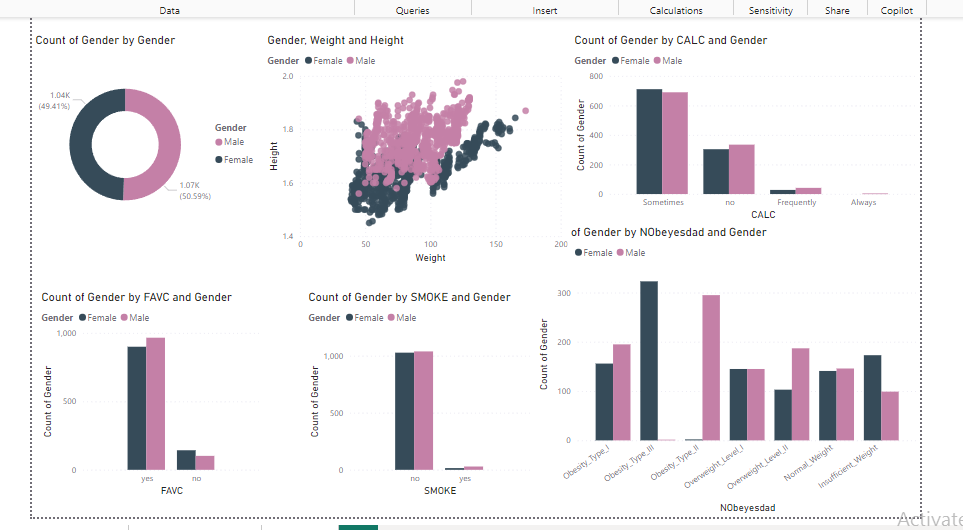 Data Queries Insert Calculations Sensitivity Share Copilot
Count of Gender by Gender
1.04K
(49.41%)
1.07K
(50.59%)
Gender
Male
Female
Gender, Weight and Height
Gender Female Male
Height
2.0
1.8
1.6
1.4
0 50 100 150 200
Weight
Count of Gender by CALC and Gender
Gender Female Male
Count of Gender
800
600
400
200
0
Sometimes no Frequently Always
CALC
of Gender by NObeyesdad and Gender
Female Male
Count of Gender
300
200
100
0
Obesity_Type_I Obesity_Type_III Obesity_Type_II Overweight_Level_I Overweight_Level_II Normal_Weight Insufficient_Weight
NObeyesdad
Count of Gender by FAVC and Gender
Gender Female Male
Count of Gender
1,000
500
0
yes no
FAVC
Count of Gender by SMOKE and Gender
Gender Female Male
Count of Gender
1,000
500
0
no yes
SMOKE
Activate